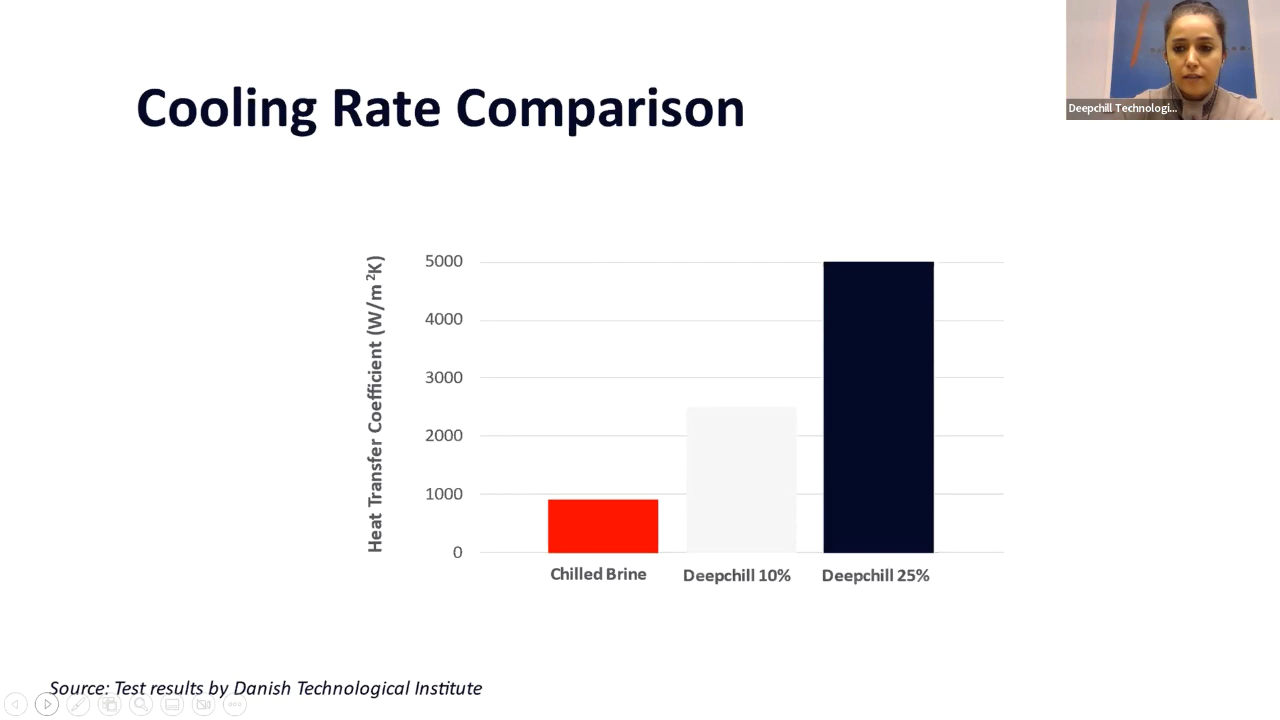 Cooling Rate Comparison
Deepchill Technologi...
Heat Transfer Coefficient (W/m ²K)
5000
4000
3000
2000
1000
0
Chilled Brine
Deepchill 10%
Deepchill 25%
Source: Test results by Danish Technological Institute